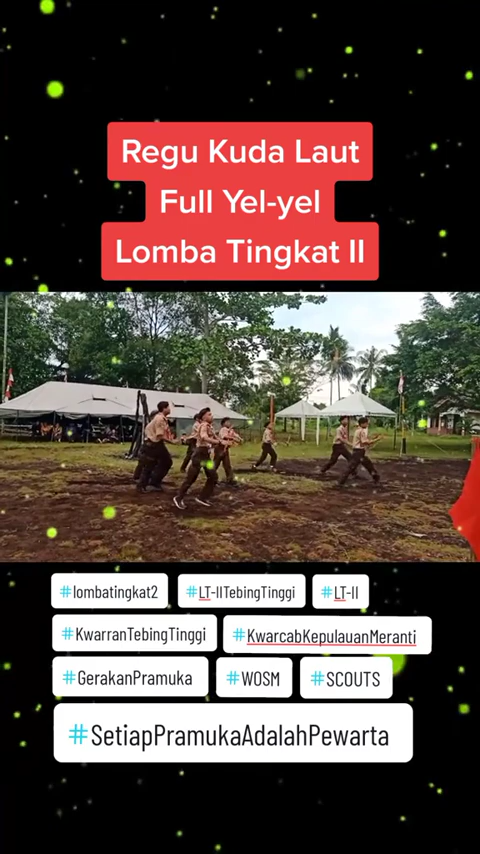 Regu Kuda Laut
Full Yel-yel
Lomba Tingkat II
#lombatingkat2 #LT-IITebingTinggi #LT-II
#KwarranTebingTinggi #KwarcabKepulauanMeranti
#GerakanPramuka #WOSM #SCOUTS
#SetiapPramukaAdalahPewarta